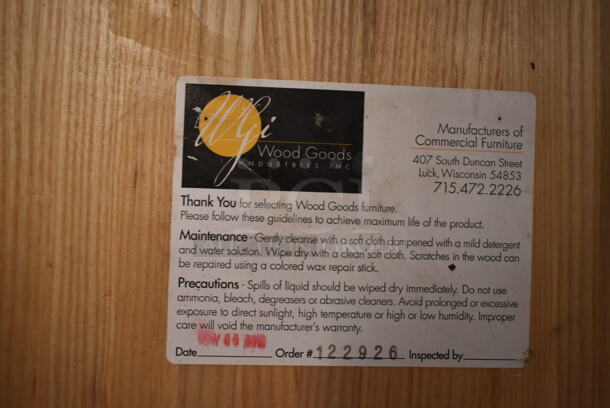 WGi
Wood Goods
INDUSTRIES INC
Manufacturers of
Commercial Furniture
407 South Duncan Street
Luck, Wisconsin 54853
715.472.2226
Thank You for selecting Wood Goods furniture.
Please follow these guidelines to achieve maximum life of the product.
Maintenance - Gently cleanse with a soft cloth dampened with a mild detergent
and water solution. Wipe dry with a clean soft cloth. Scratches in the wood can
be repaired using a colored wax repair stick.
Precautions - Spills of liquid should be wiped dry immediately. Do not use
ammonia, bleach, degreasers or abrasive cleaners. Avoid prolonged or excessive
exposure to direct sunlight, high temperature or high or low humidity. Improper
care will void the manufacturer's warranty.
Date Order # 122926 Inspected by